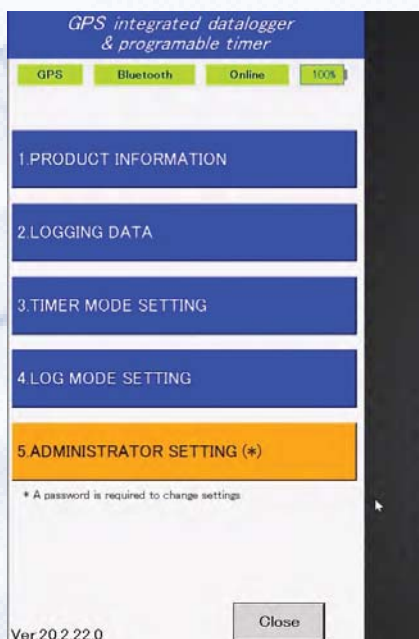 GPS integrated datalogger
& programable timer
GPS Bluetooth Online 100%
1.PRODUCT INFORMATION
2.LOGGING DATA
3.TIMER MODE SETTING
4.LOG MODE SETTING
5.ADMINISTRATOR SETTING (*)
* A password is required to change settings
Close
Ver.20.2.22.0